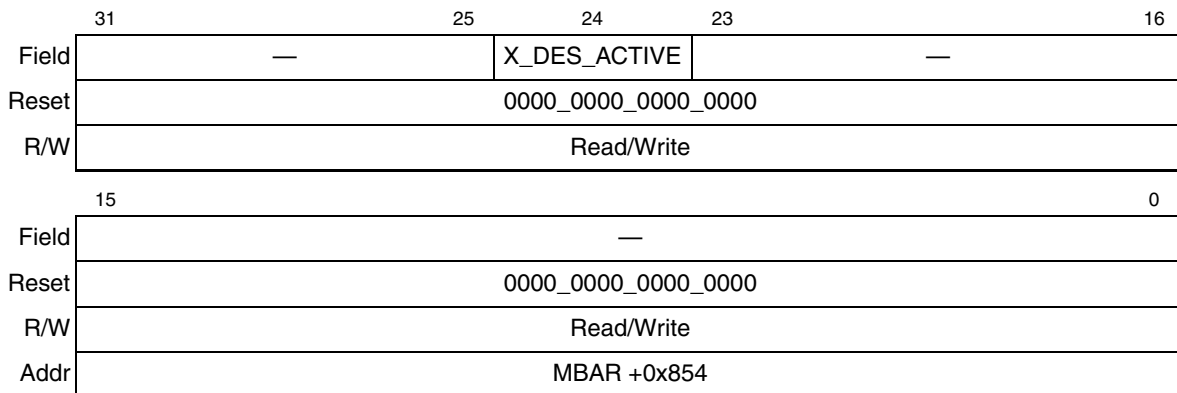 31 25 24 23 16
Field — X_DES_ACTIVE —
Reset 0000_0000_0000_0000
R/W Read/Write
15 0
Field —
Reset 0000_0000_0000_0000
R/W Read/Write
Addr MBAR +0x854